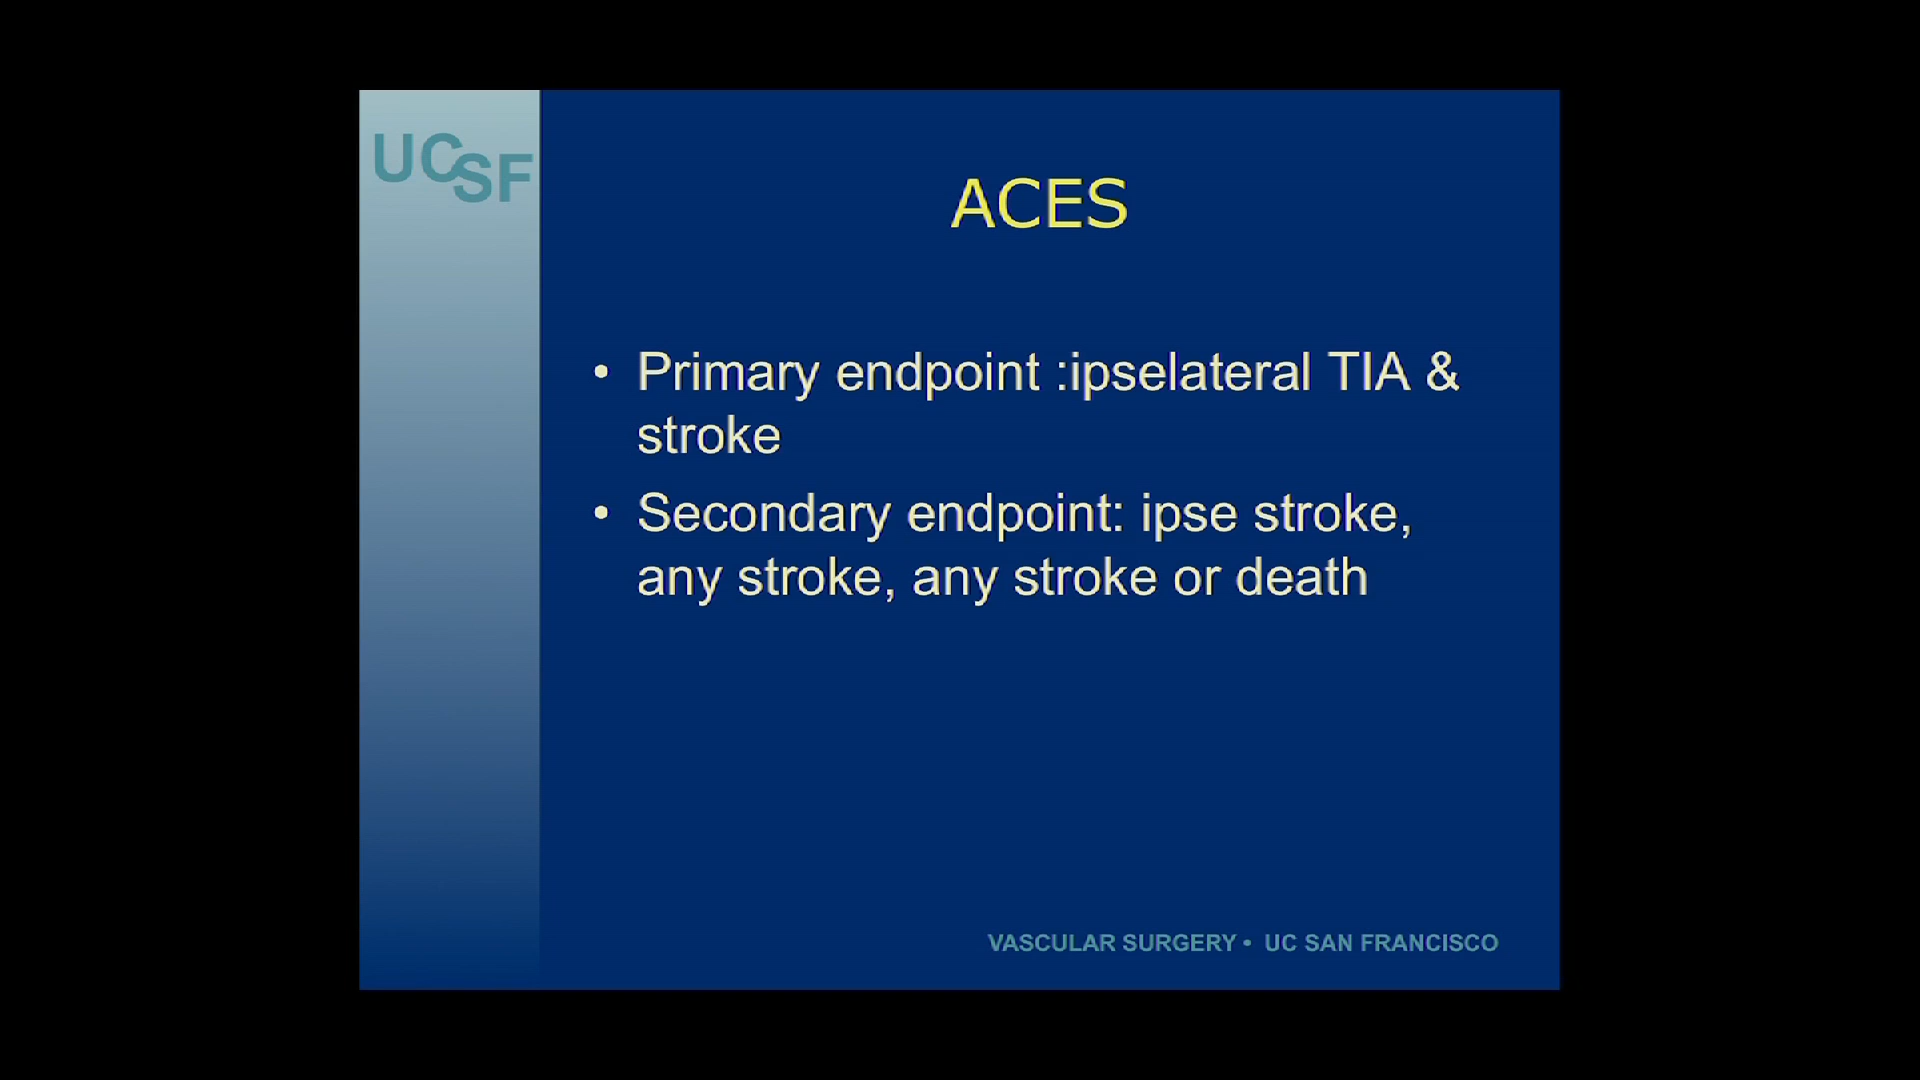 UCSF
ACES
• Primary endpoint :ipselateral TIA &
stroke
• Secondary endpoint: ipse stroke,
any stroke, any stroke or death
VASCULAR SURGERY • UC SAN FRANCISCO